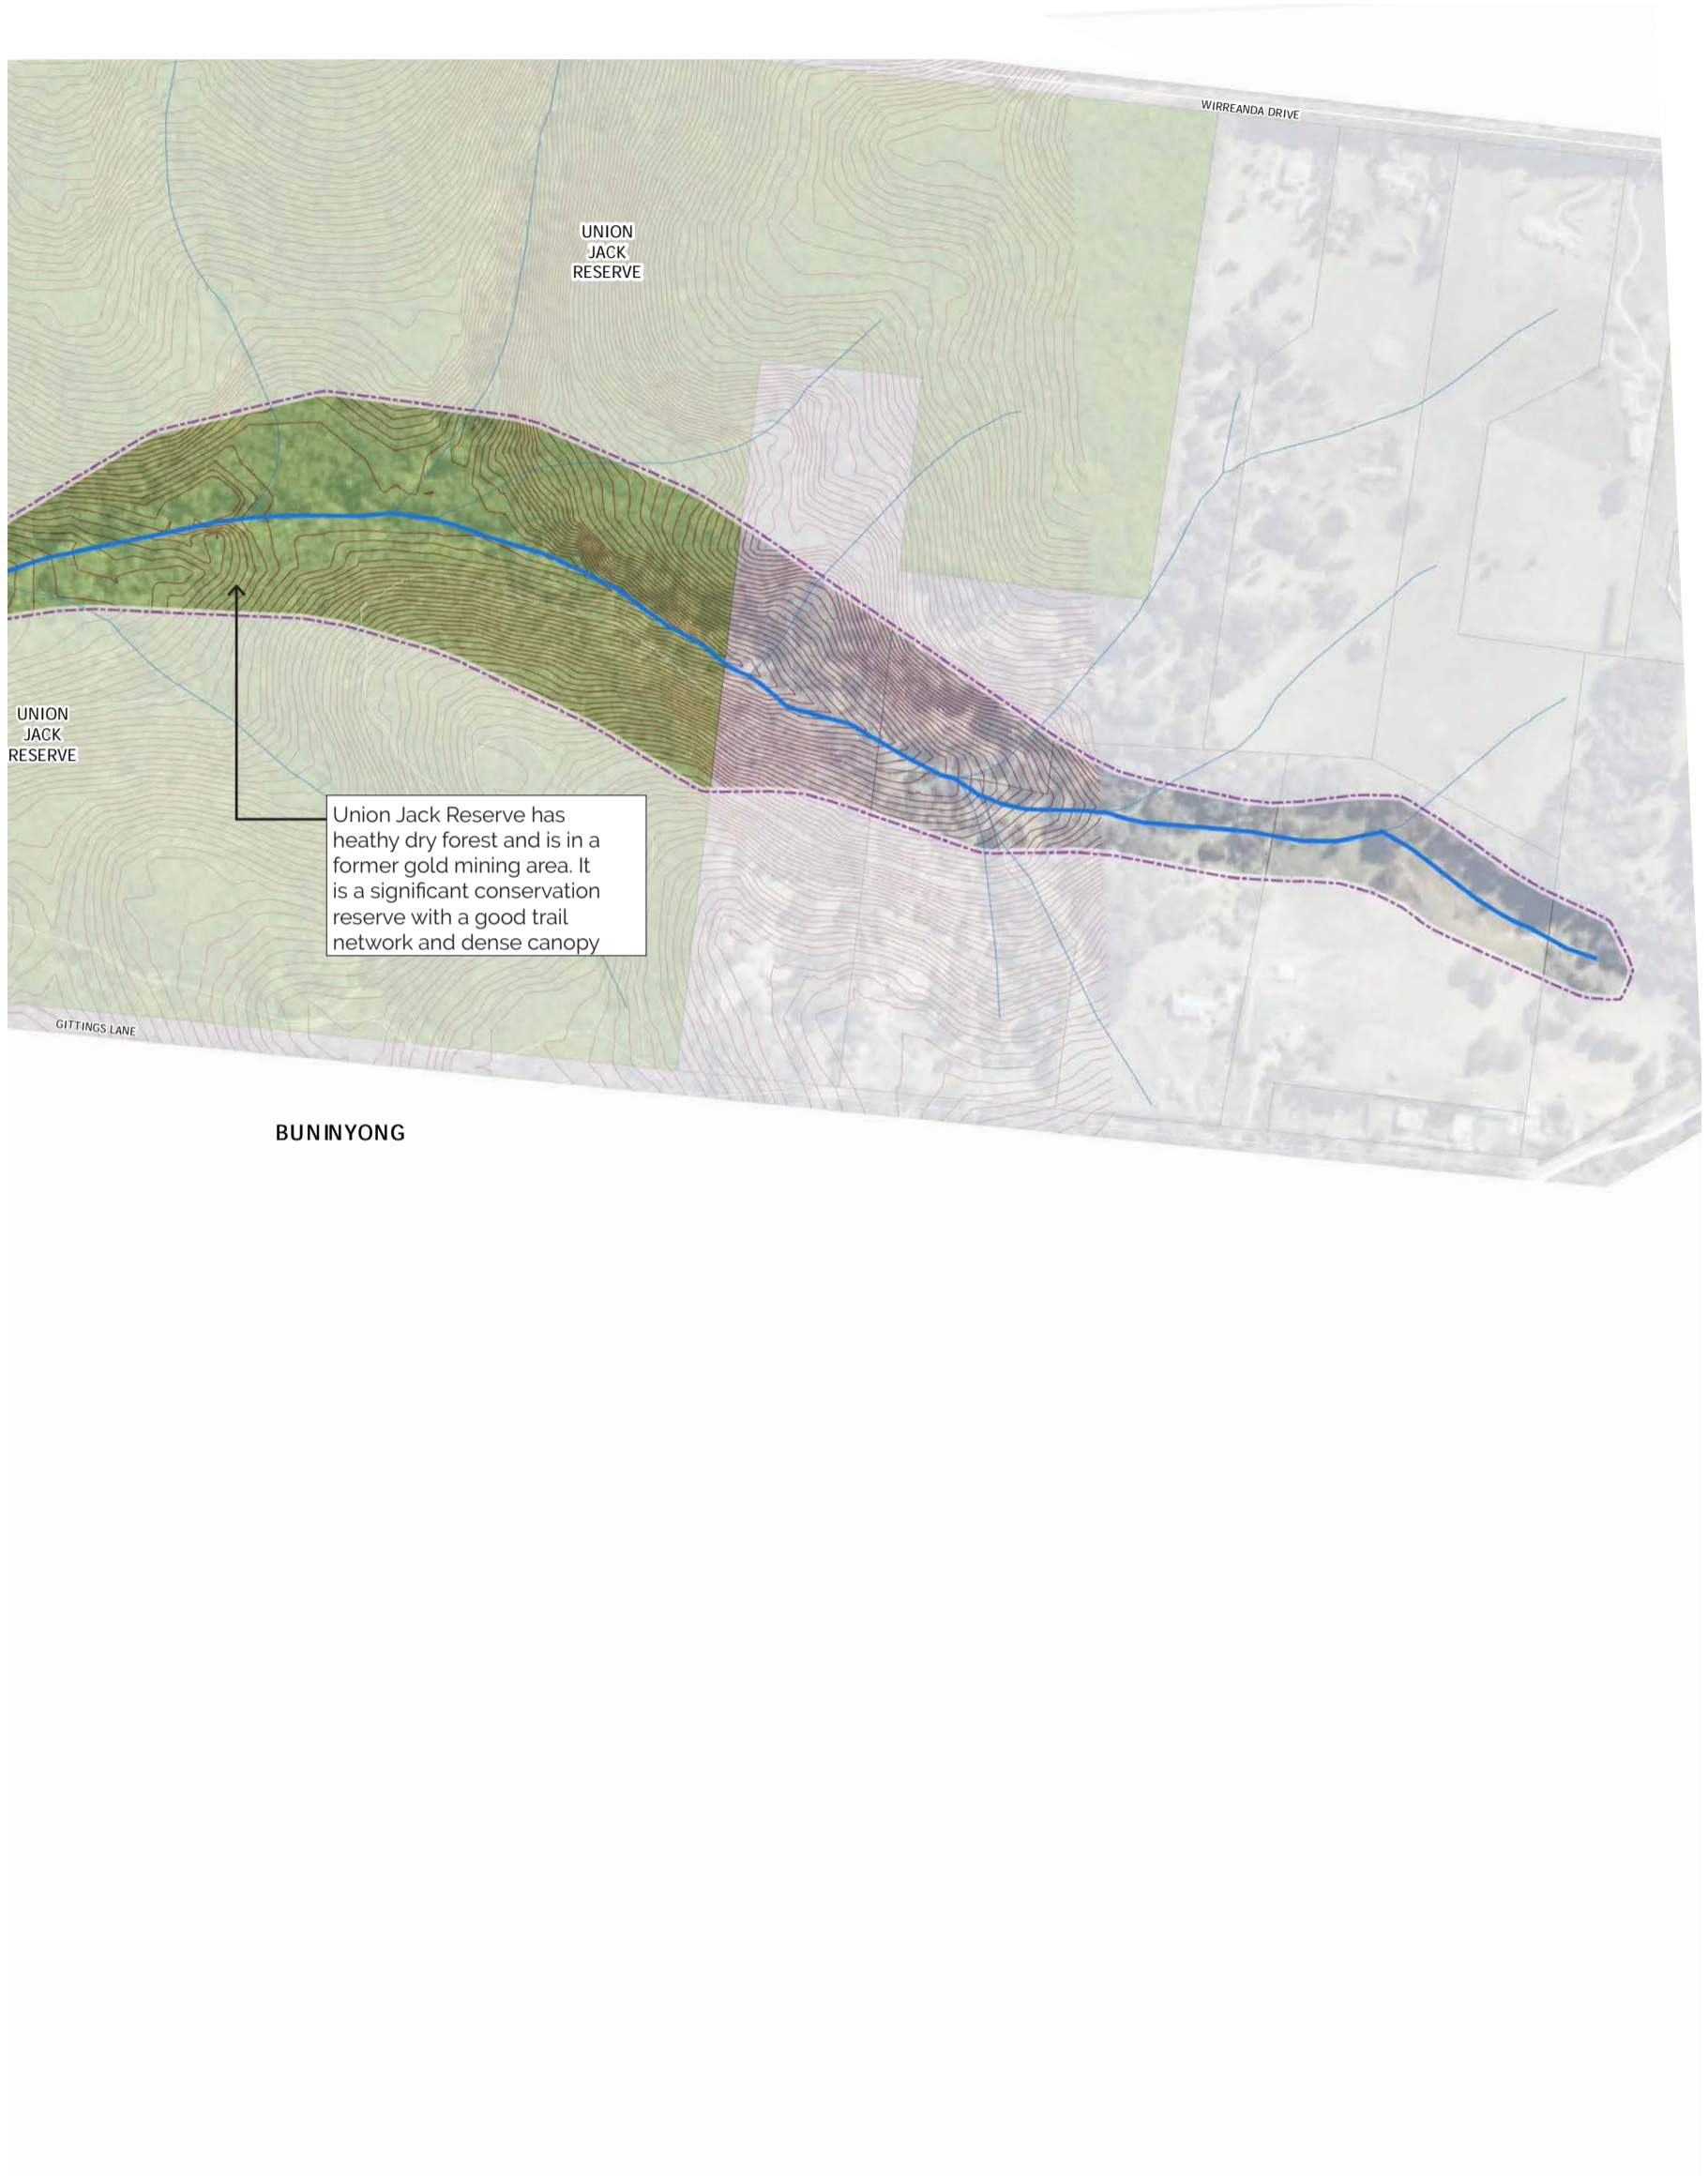 WIRREANDA DRIVE
UNION
JACK
RESERVE
UNION
JACK
RESERVE
Union Jack Reserve has
heathy dry forest and is in a
former gold mining area. It
is a significant conservation
reserve with a good trail
network and dense canopy
GITTINGS LANE
BUNINYONG